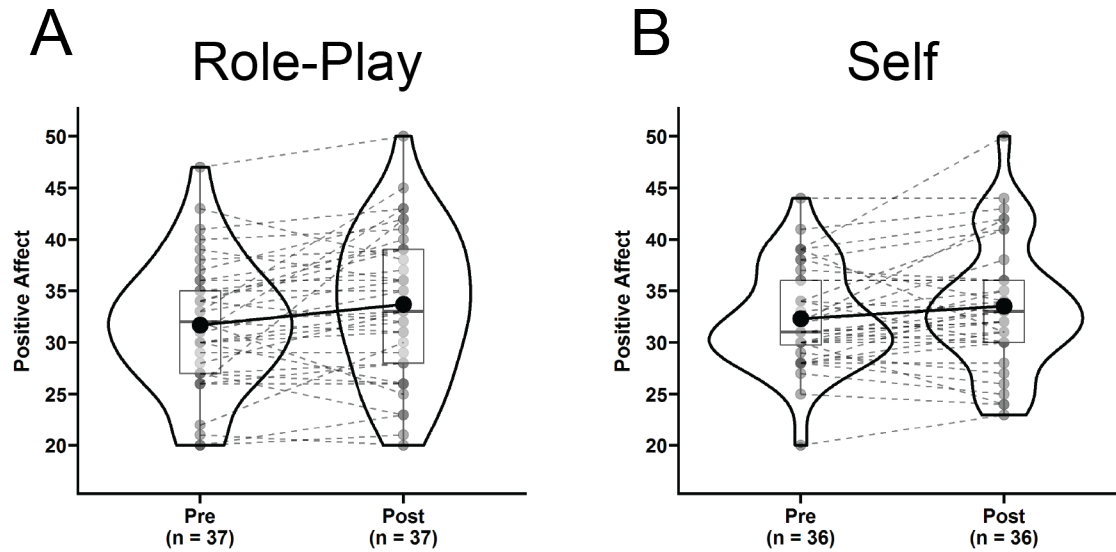 A
Role-Play
Positive Affect
50
45
40
35
30
25
20
Pre
(n = 37)
Post
(n = 37)
B
Self
Positive Affect
50
45
40
35
30
25
20
Pre
(n = 36)
Post
(n = 36)